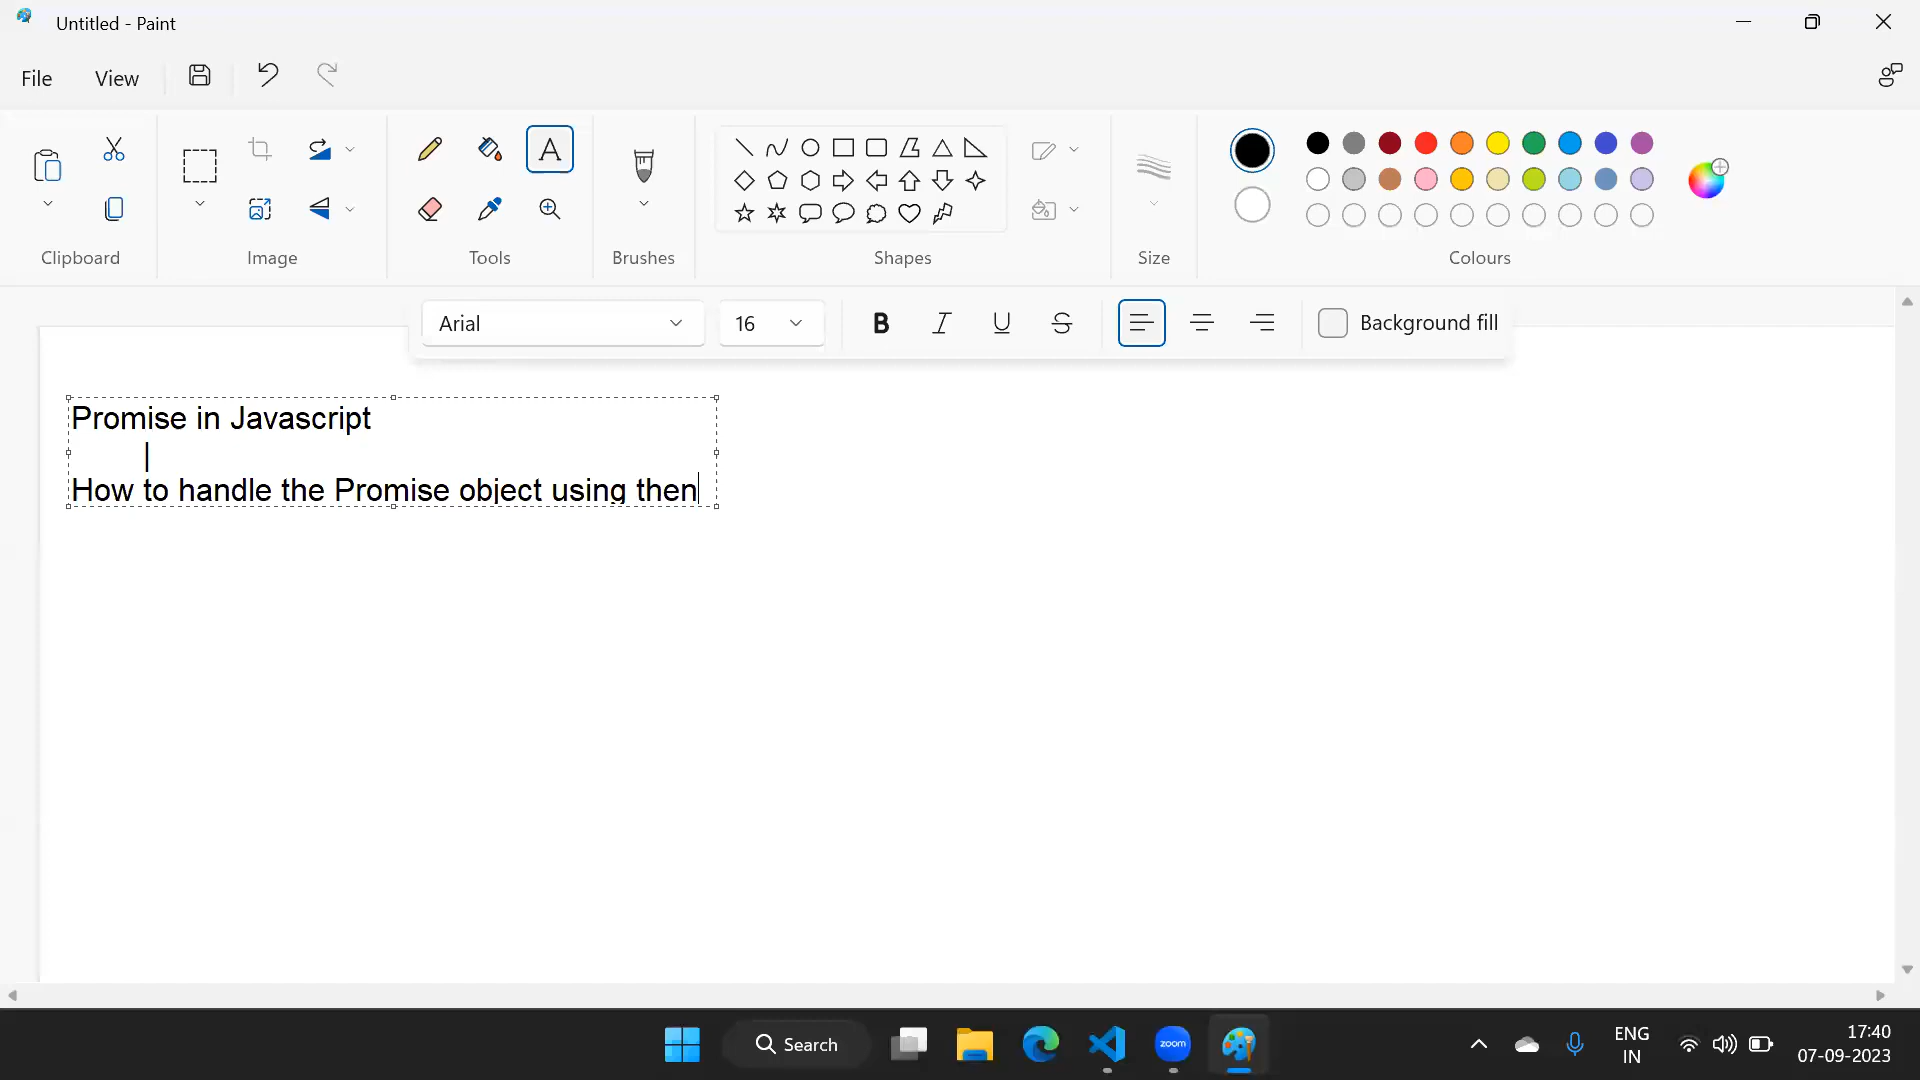 Untitled - Paint
File View
Clipboard Image Tools Brushes Shapes Size Colours
Arial 16 B I U S Background fill
Promise in Javascript
How to handle the Promise object using then
Search zoom ENG 17:40
IN 07-09-2023